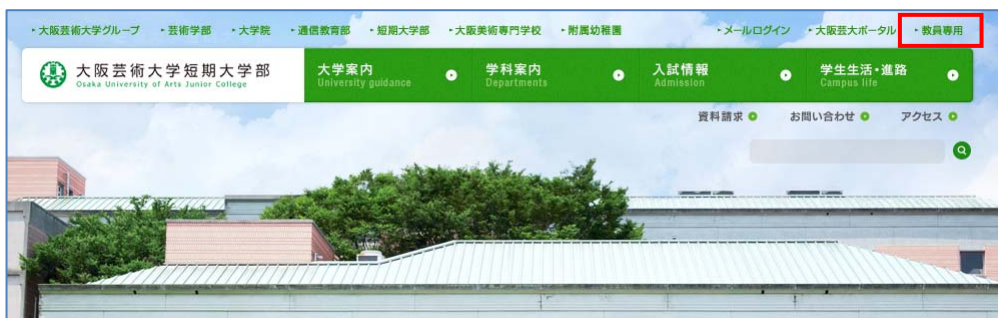 大阪芸術大学グループ 芸術学部 大学院 通信教育部 短期大学部 大阪美術専門学校 附属幼稚園 メールログイン 大阪芸大ポータル 教員専用
大阪芸術大学短期大学部 大学案内 学科案内 入試情報 学生生活・進路
Osaka University of Arts Junior College University guidance Departments Admission Campus life
資料請求 お問い合わせ アクセス